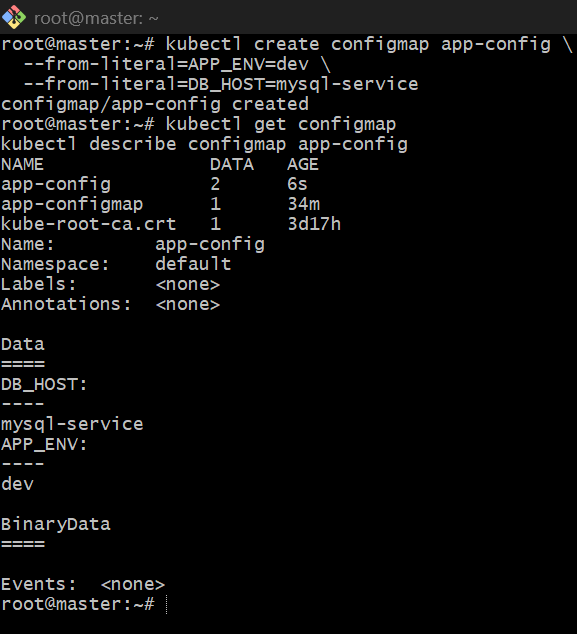 root@master: ~
root@master:~# kubectl create configmap app-config \
  --from-literal=APP_ENV=dev \
  --from-literal=DB_HOST=mysql-service
configmap/app-config created
root@master:~# kubectl get configmap
kubectl describe configmap app-config
NAME               DATA   AGE
app-config         2      6s
app-configmap      1      34m
kube-root-ca.crt   1      3d17h
Name:         app-config
Namespace:    default
Labels:       <none>
Annotations:  <none>

Data
====
DB_HOST:
----
mysql-service
APP_ENV:
----
dev

BinaryData
====

Events:  <none>
root@master:~#